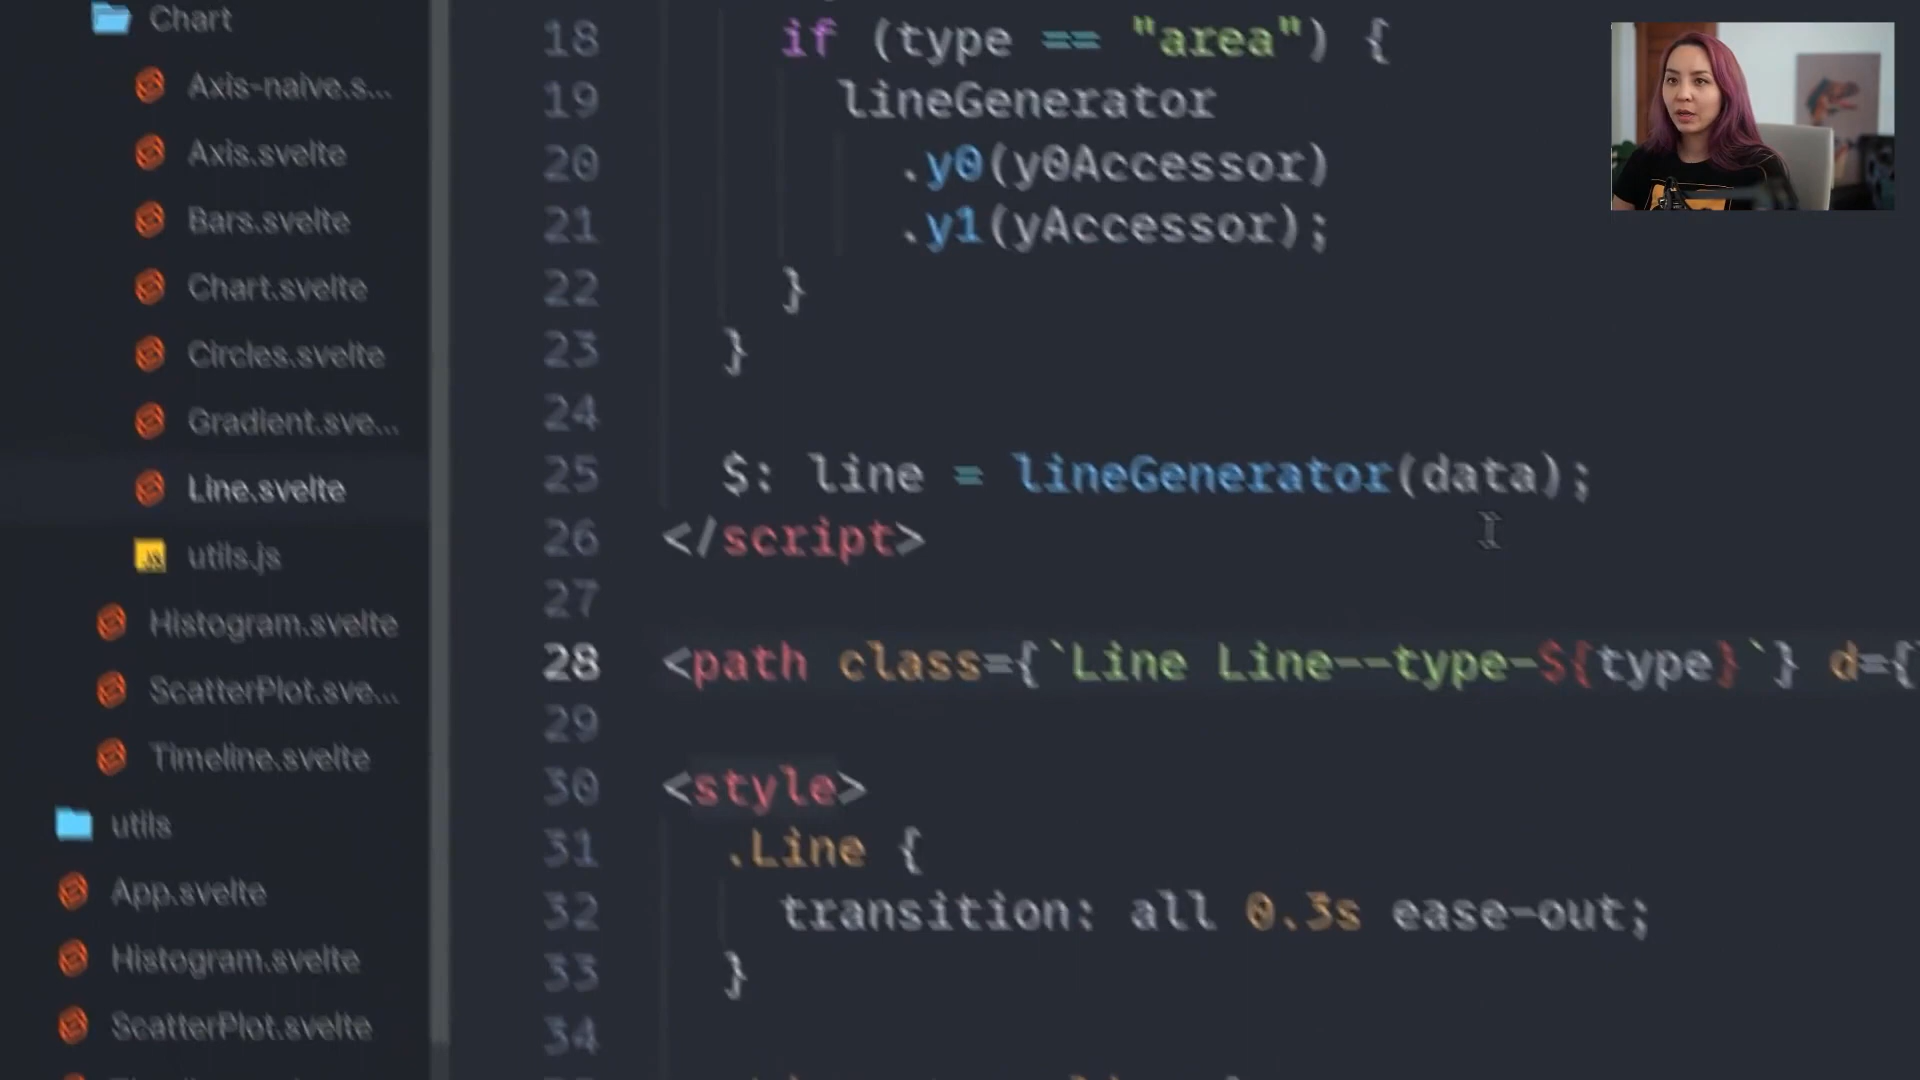 Chart
Axis-naive.s...
Axis.svelte
Bars.svelte
Chart.svelte
Circles.svelte
Gradient.sve...
Line.svelte
JS utils.js
Histogram.svelte
ScatterPlot.sve...
Timeline.svelte
utils
App.svelte
Histogram.svelte
ScatterPlot.svelte
18 if (type == "area") {
19 lineGenerator
20 .y0(y0Accessor)
21 .y1(yAccessor);
22 }
23 }
24
25 $: line = lineGenerator(data);
26 </script>
27
28 <path class={`Line Line--type-${type}`} d={
29
30 <style>
31 .Line {
32 transition: all 0.3s ease-out;
33 }
34